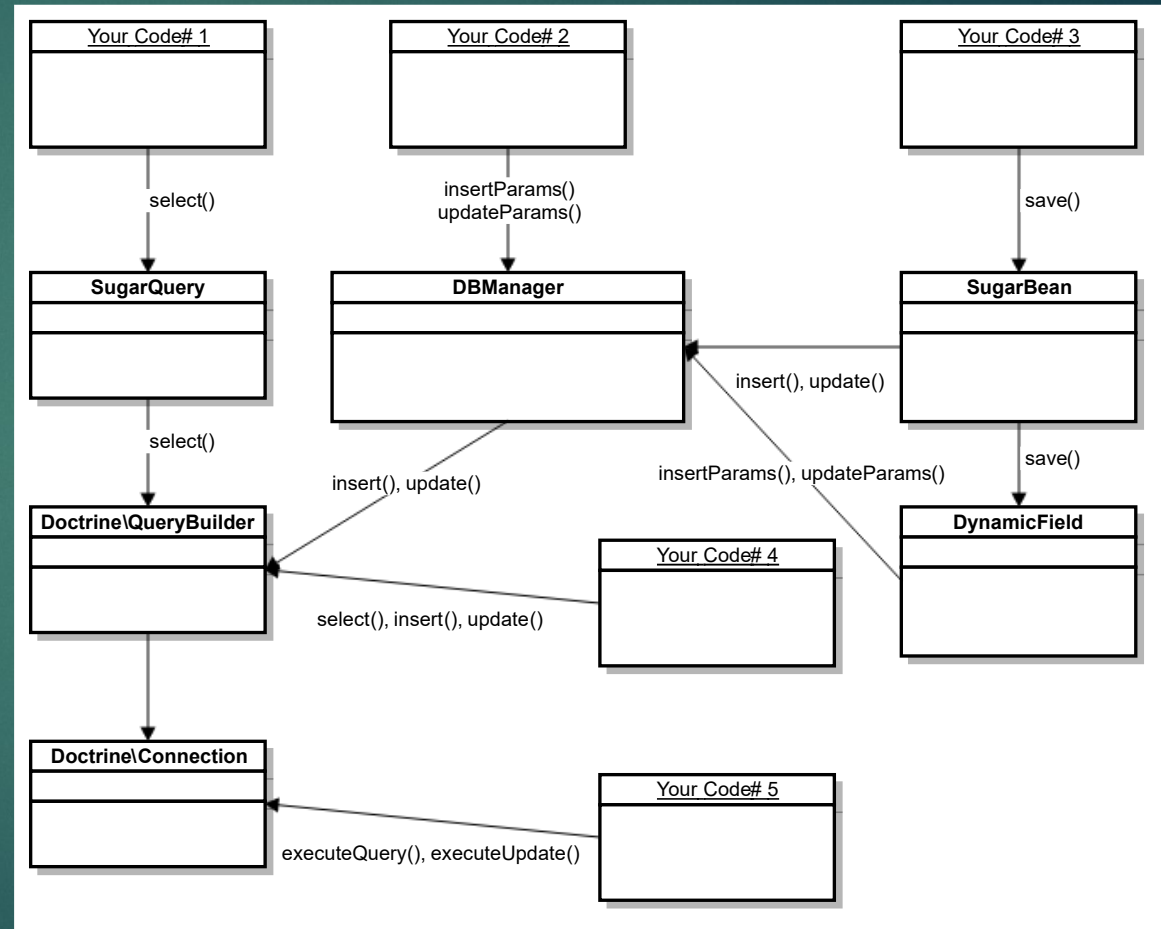 Your Code# 1
Your Code# 2
Your Code# 3
select()
insertParams()
updateParams()
save()
SugarQuery
DBManager
SugarBean
insert(), update()
select()
insert(), update()
insertParams(), updateParams()
save()
Doctrine\QueryBuilder
DynamicField
Your Code# 4
select(), insert(), update()
Doctrine\Connection
Your Code# 5
executeQuery(), executeUpdate()